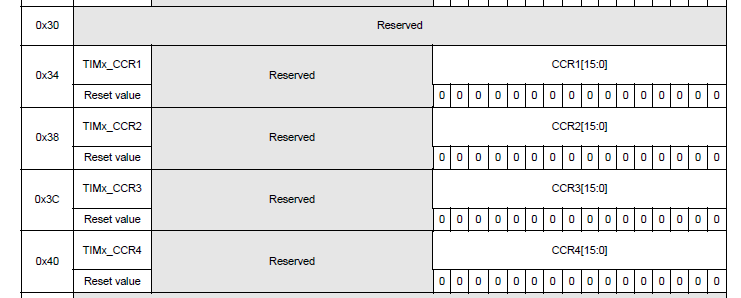 0x30 Reserved
0x34 TIMx_CCR1 Reserved CCR1[15:0]
Reset value 0 0 0 0 0 0 0 0 0 0 0 0 0 0 0 0
0x38 TIMx_CCR2 Reserved CCR2[15:0]
Reset value 0 0 0 0 0 0 0 0 0 0 0 0 0 0 0 0
0x3C TIMx_CCR3 Reserved CCR3[15:0]
Reset value 0 0 0 0 0 0 0 0 0 0 0 0 0 0 0 0
0x40 TIMx_CCR4 Reserved CCR4[15:0]
Reset value 0 0 0 0 0 0 0 0 0 0 0 0 0 0 0 0